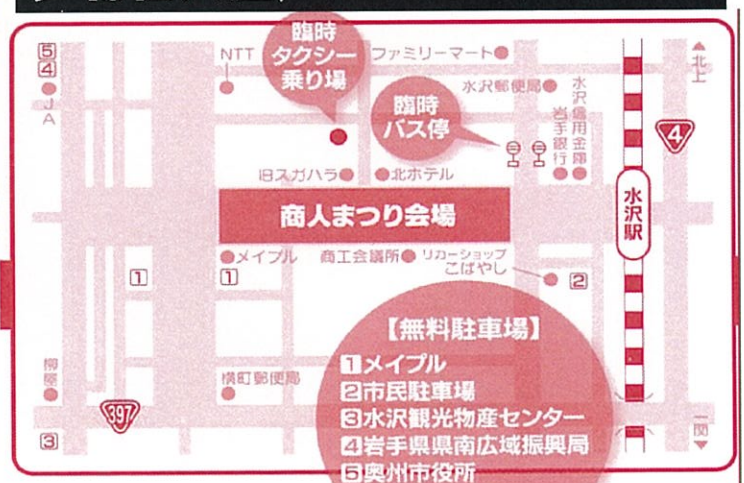 臨時
タクシー
乗り場
5
4
JA
NTT
ファミリーマート
▲北上
水沢郵便局
水沢信用金庫
岩手銀行
臨時
バス停
4
旧スガハラ
北ホテル
商人まつり会場
水沢駅
メイプル
商工会議所
リカーショップ
こばやし
1
1
2
【無料駐車場】
1メイプル
2市民駐車場
3水沢観光物産センター
4岩手県県南広域振興局
5奥州市役所
柳屋
横町郵便局
397
3
一関▼